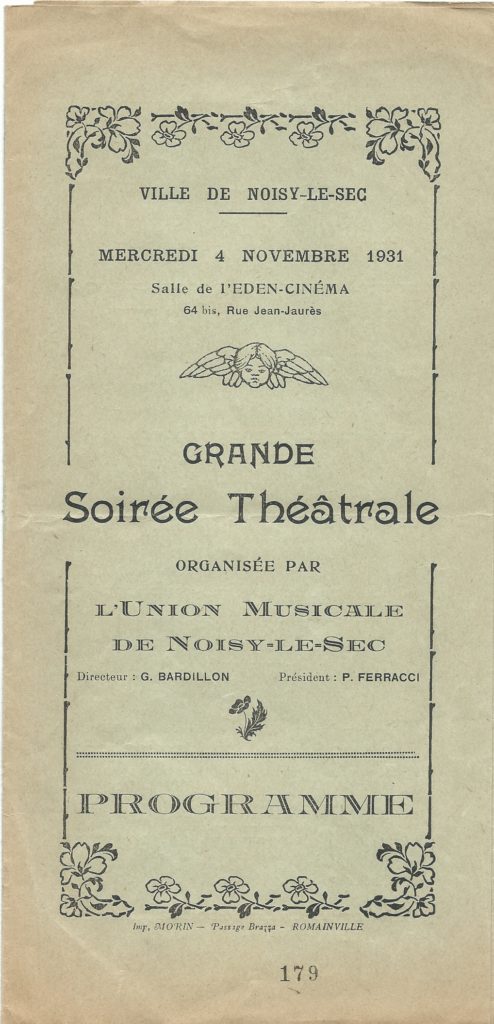 VILLE DE NOISY-LE-SEC
MERCREDI 4 NOVEMBRE 1931
Salle de l'EDEN-CINÉMA
64 bis, Rue Jean-Jaurès
GRANDE
Soirée Théâtrale
ORGANISÉE PAR
L'UNION MUSICALE
DE NOISY-LE-SEC
Directeur : G. BARDILLON Président : P. FERRACCI
PROGRAMME
Imp. MORIN — Passage Brazza - ROMAINVILLE
179